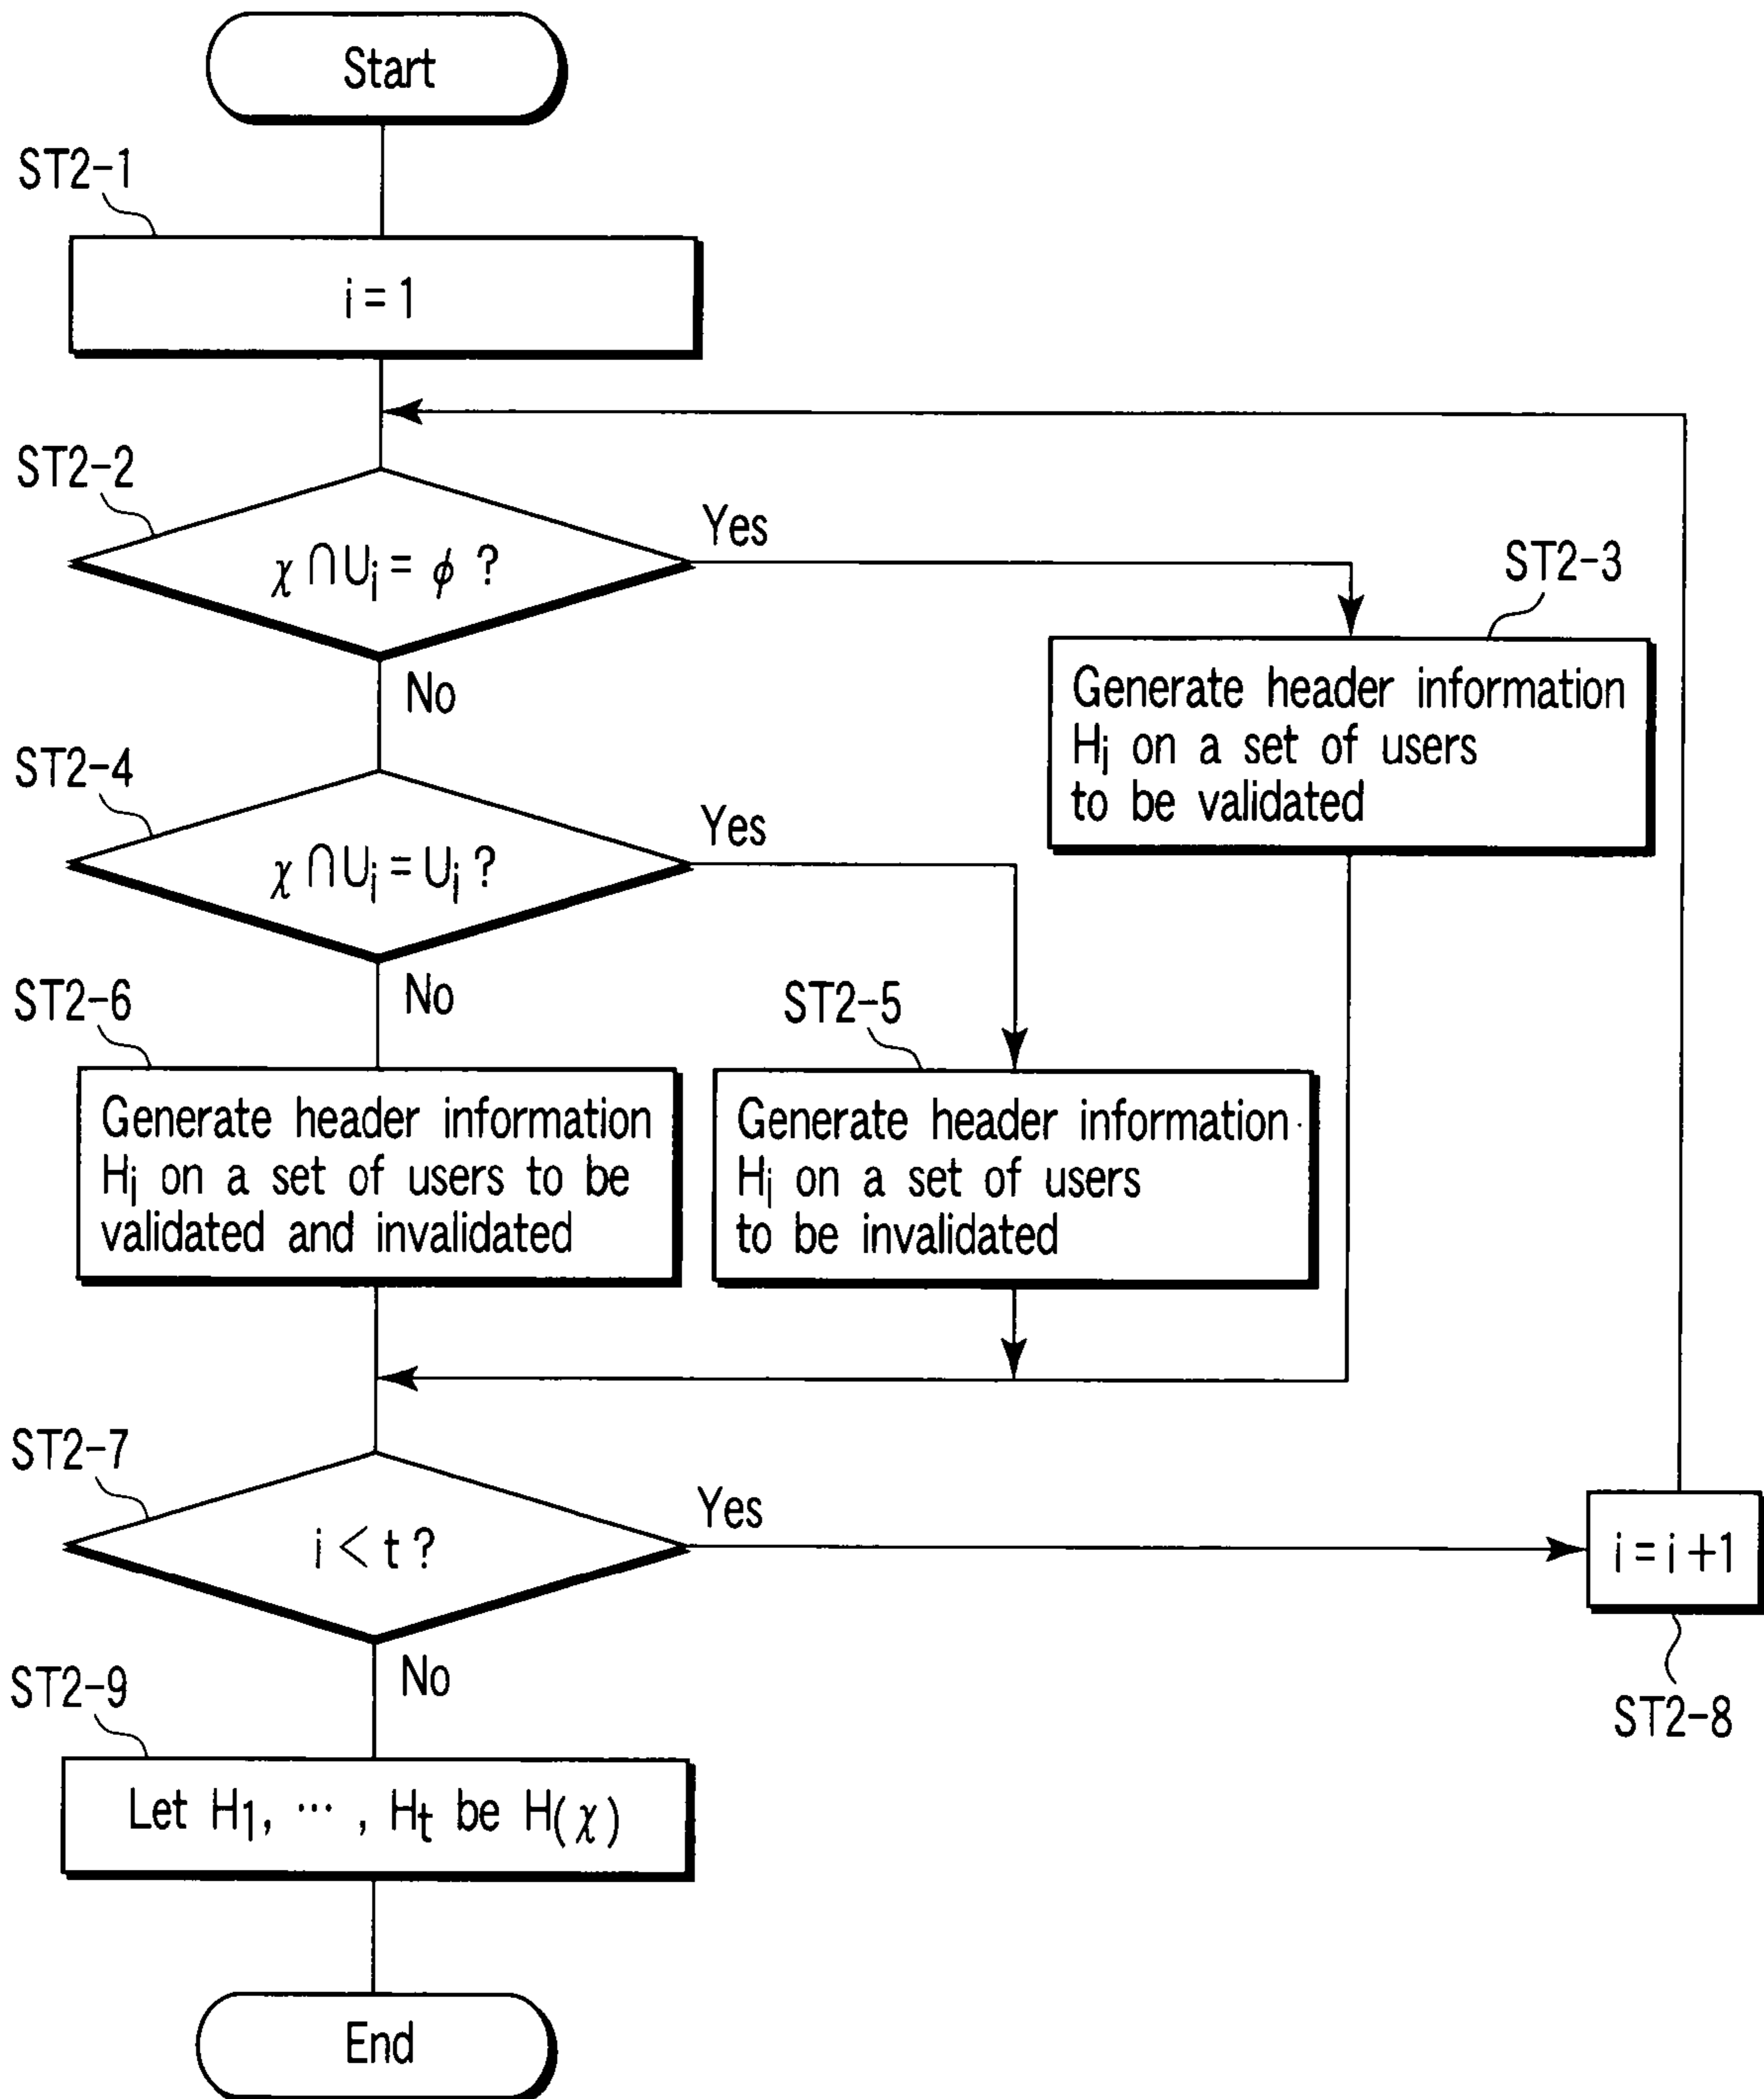 Start
ST2-1
i = 1
ST2-2
χ ∩ Ui = φ ?
Yes
No
ST2-3
Generate header information
Hi on a set of users
to be validated
ST2-4
χ ∩ Ui = Ui ?
Yes
No
ST2-6
Generate header information
Hi on a set of users to be
validated and invalidated
ST2-5
Generate header information
Hi on a set of users
to be invalidated
ST2-7
i < t ?
Yes
No
i = i +1
ST2-8
ST2-9
Let H1, ··· , Ht be H(χ)
End